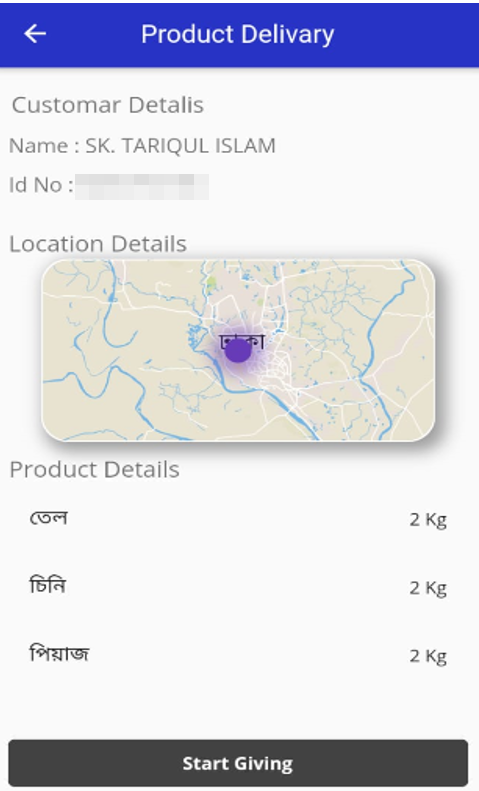 Product Delivary
Customar Detalis
Name : SK. TARIQUL ISLAM
Id No :
Location Details
ঢাকা
Product Details
তেল 2 Kg
চিনি 2 Kg
পিয়াজ 2 Kg
Start Giving